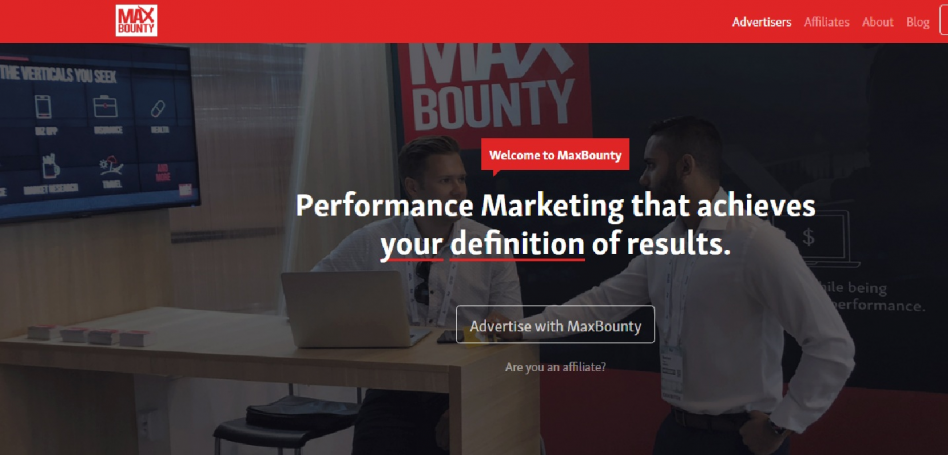 MAX
BOUNTY
Advertisers Affiliates About Blog
THE VERTICALS YOU SEEK
BIZ OPP INSURANCE HEALTH
MARKET RESEARCH TRAVEL
MAX
BOUNTY
Welcome to MaxBounty
Performance Marketing that achieves
your definition of results.
$
while being
performance.
Advertise with MaxBounty
Are you an affiliate?